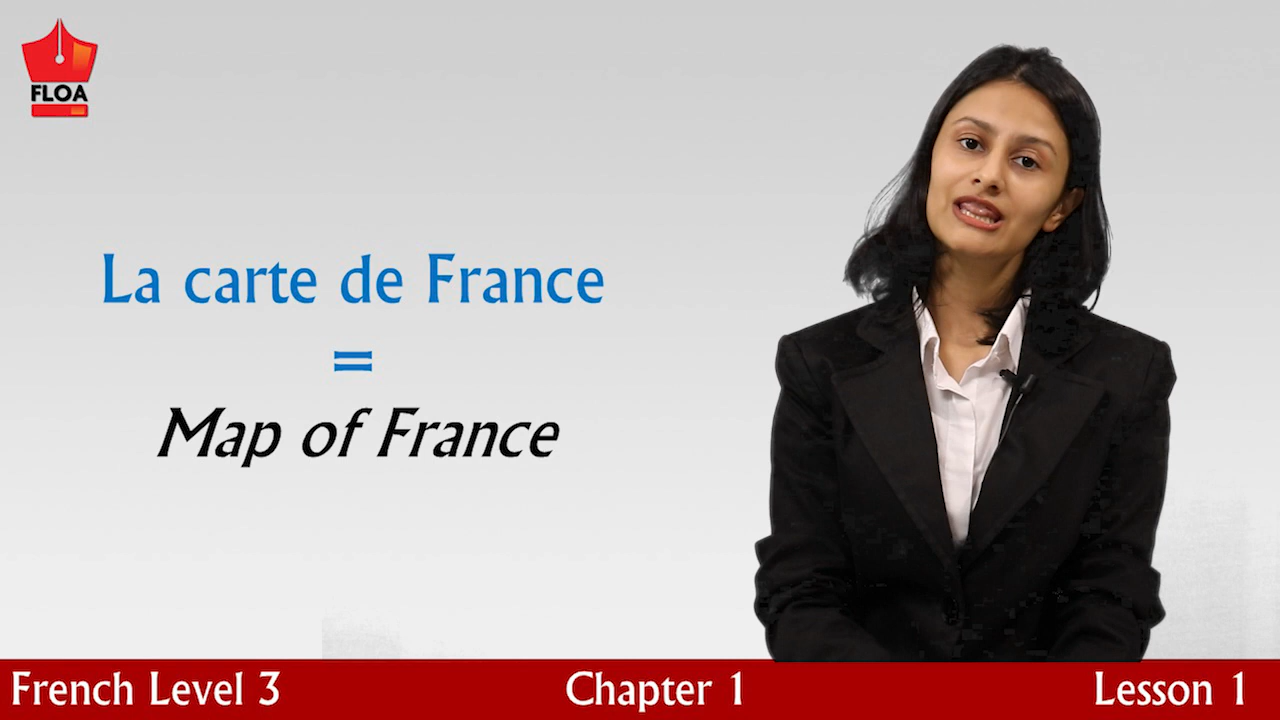 FLOA
La carte de France
=
Map of France
French Level 3 Chapter 1 Lesson 1